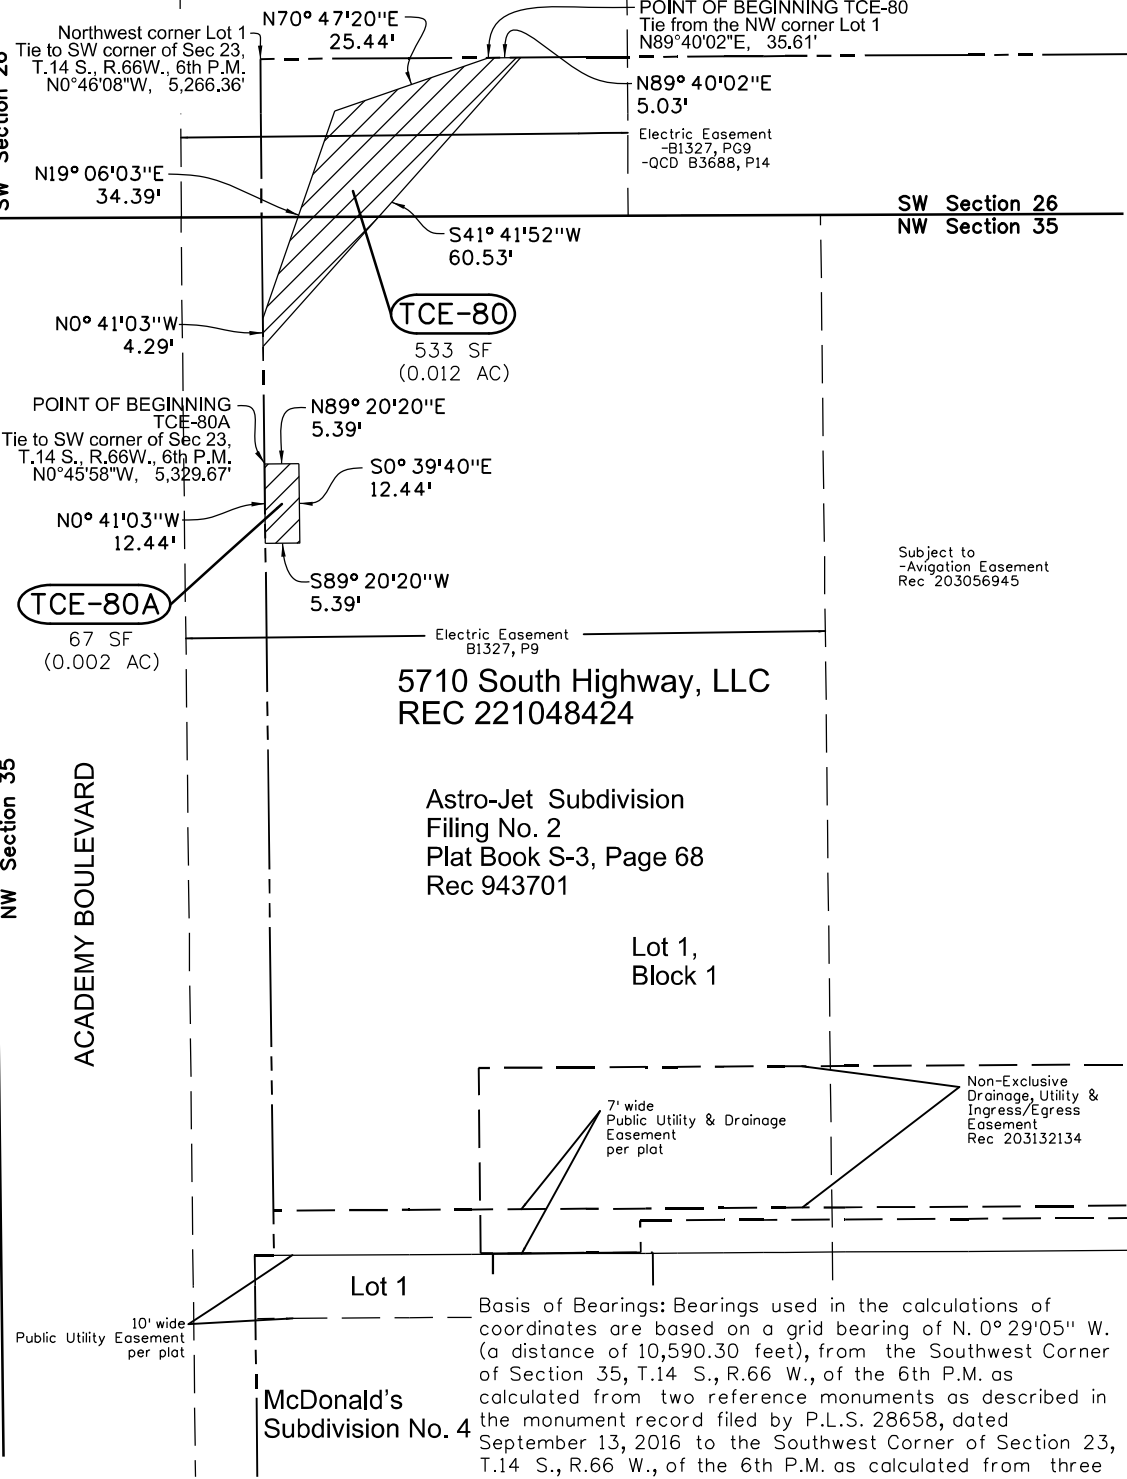 Northwest corner Lot 1
Tie to SW corner of Sec 23,
T.14 S., R.66W., 6th P.M.
N0°46'08"W, 5,266.36'
N70° 47'20"E
25.44'
POINT OF BEGINNING TCE-80
Tie from the NW corner Lot 1
N89°40'02"E, 35.61'
N89° 40'02"E
5.03'
SW Section 26
Electric Easement
-B1327, PG9
-QCD B3688, P14
N19° 06'03"E
34.39'
SW Section 26
NW Section 35
S41° 41'52"W
60.53'
TCE-80
533 SF
(0.012 AC)
N0° 41'03"W
4.29'
POINT OF BEGINNING
TCE-80A
Tie to SW corner of Sec 23,
T.14 S., R.66W., 6th P.M.
N0°45'58"W, 5,329.67'
N89° 20'20"E
5.39'
S0° 39'40"E
12.44'
N0° 41'03"W
12.44'
S89° 20'20"W
5.39'
TCE-80A
67 SF
(0.002 AC)
Subject to
-Avigation Easement
Rec 203056945
Electric Easement
B1327, P9
5710 South Highway, LLC
REC 221048424
NW Section 35
ACADEMY BOULEVARD
Astro-Jet Subdivision
Filing No. 2
Plat Book S-3, Page 68
Rec 943701
Lot 1,
Block 1
7' wide
Public Utility & Drainage
Easement
per plat
Non-Exclusive
Drainage, Utility &
Ingress/Egress
Easement
Rec 203132134
Lot 1
10' wide
Public Utility Easement
per plat
McDonald's
Subdivision No. 4
Basis of Bearings: Bearings used in the calculations of
coordinates are based on a grid bearing of N. 0° 29'05" W.
(a distance of 10,590.30 feet), from the Southwest Corner
of Section 35, T.14 S., R.66 W., of the 6th P.M. as
calculated from two reference monuments as described in
the monument record filed by P.L.S. 28658, dated
September 13, 2016 to the Southwest Corner of Section 23,
T.14 S., R.66 W., of the 6th P.M. as calculated from three